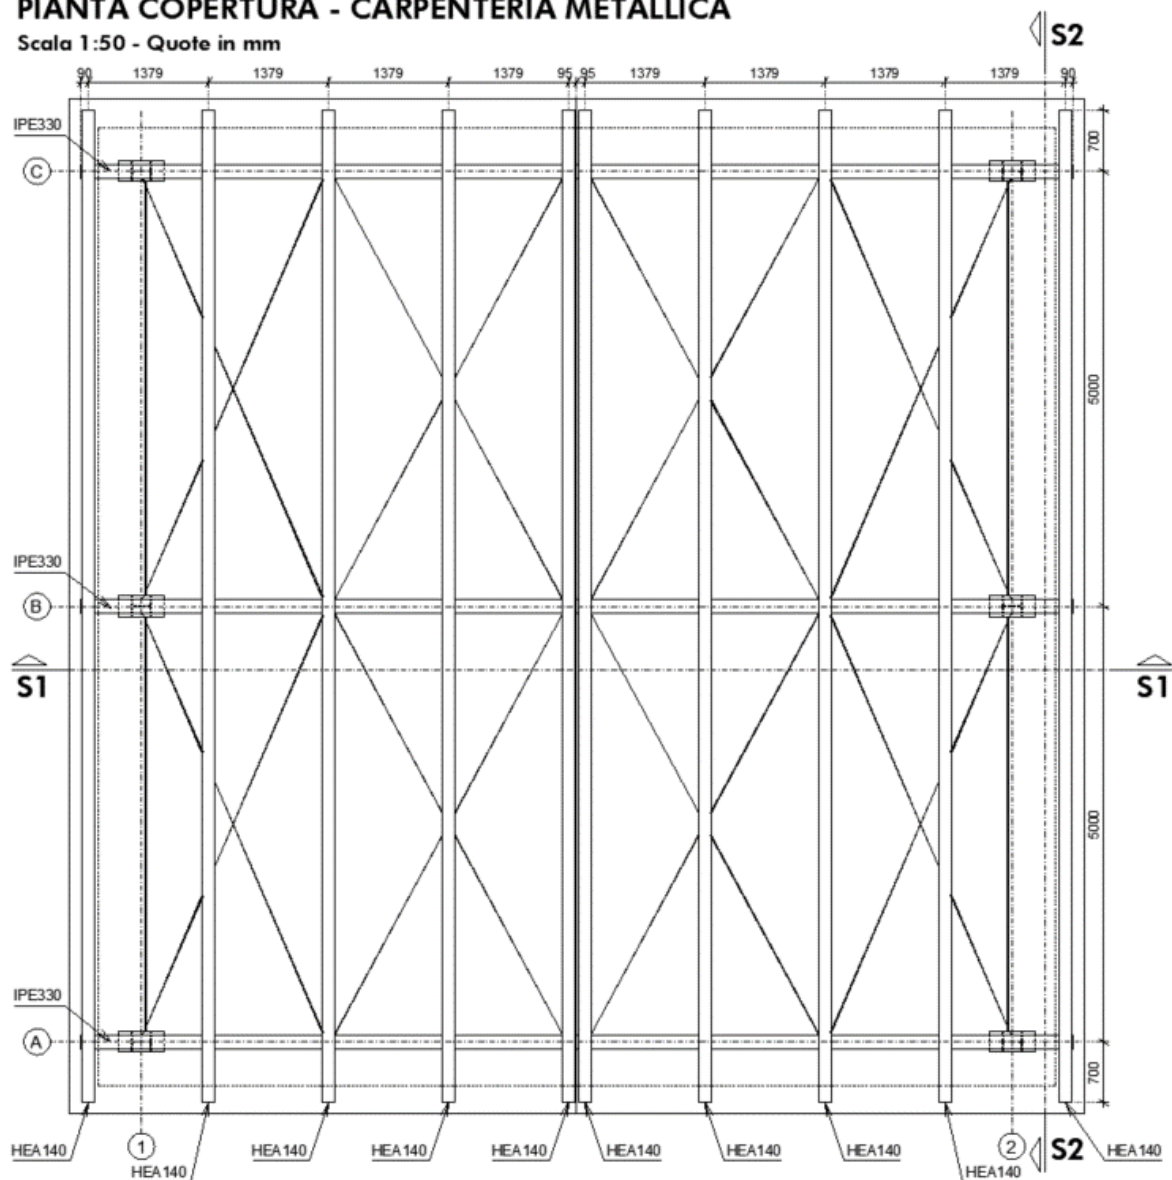 PIANTA COPERTURA - CARPENTERIA METALLICA
Scala 1:50 - Quote in mm
S2
90 1379 1379 1379 1379 95 95 1379 1379 1379 1379 90
IPE330
700
C
5000
IPE330
B
S1 S1
5000
IPE330
A
700
HEA140 1 HEA140 HEA140 HEA140 HEA140 HEA140 HEA140 2 S2 HEA140
HEA140 HEA140